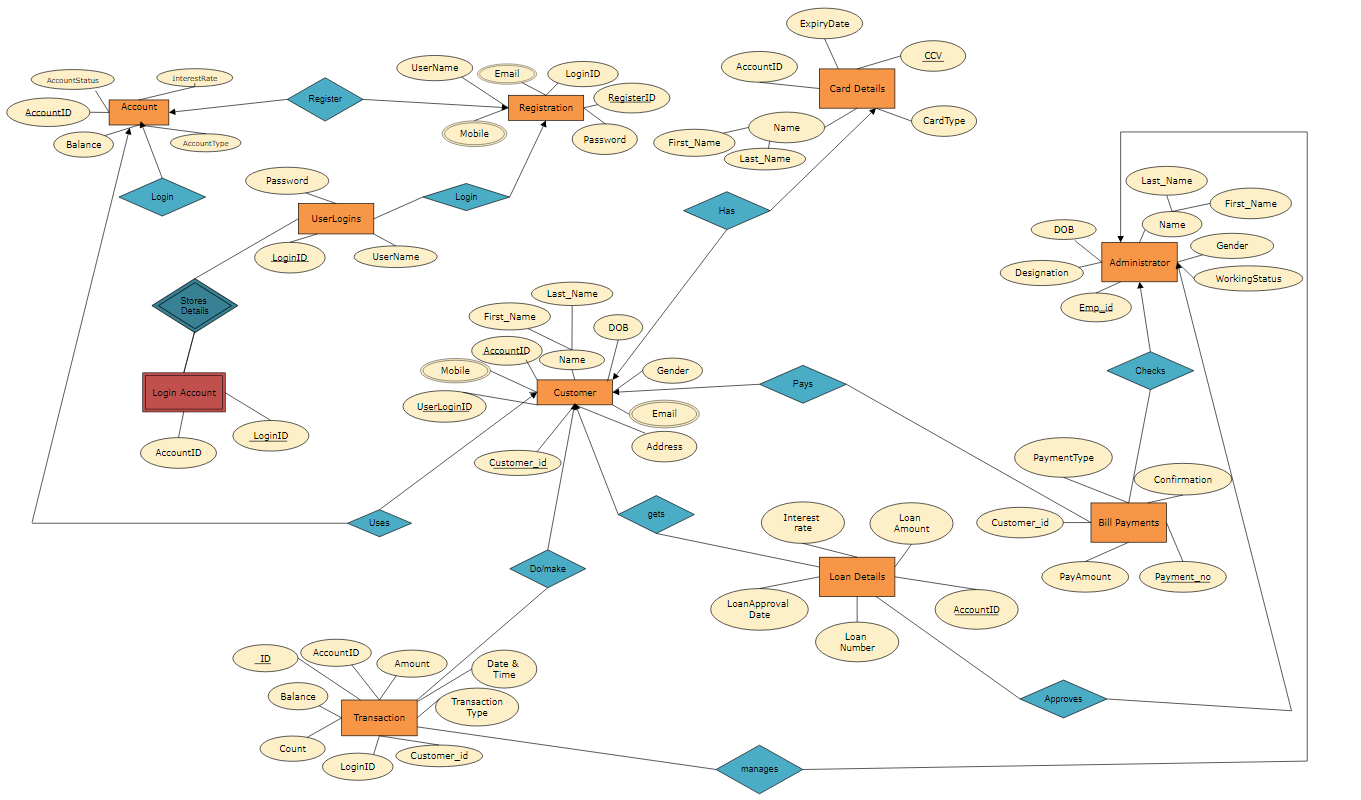 ExpiryDate
CCV
AccountID
Card Details
CardType
Name
First_Name
Last_Name
AccountStatus
InterestRate
AccountID
Account
Balance
AccountType
Register
UserName
Email
LoginID
RegisterID
Registration
Mobile
Password
Login
Password
UserLogins
LoginID
UserName
Login
Has
Last_Name
First_Name
Name
DOB
Gender
Administrator
Designation
WorkingStatus
Emp_id
Stores
Details
Login Account
LoginID
AccountID
Last_Name
First_Name
DOB
AccountID
Name
Mobile
Gender
Customer
UserLoginID
Email
Address
Customer_id
Pays
Checks
PaymentType
Confirmation
Customer_id
Bill Payments
PayAmount
Payment_no
Uses
gets
Do/make
Interest
rate
Loan
Amount
Loan Details
LoanApproval
Date
AccountID
Loan
Number
Approves
_ID
AccountID
Amount
Date &
Time
Balance
Transaction
Type
Transaction
Count
LoginID
Customer_id
manages